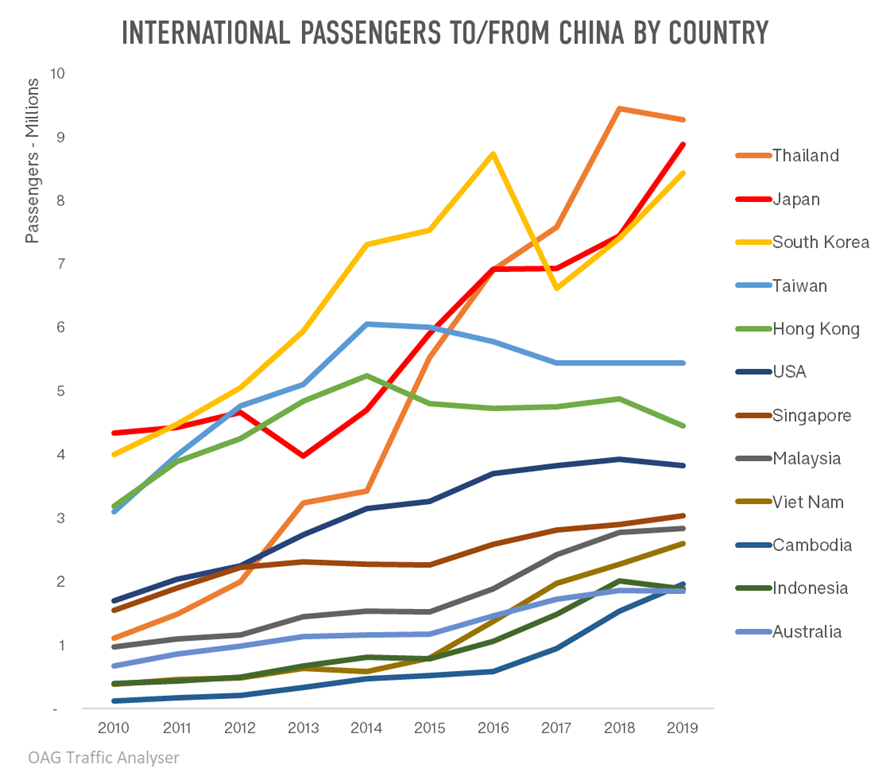 INTERNATIONAL PASSENGERS TO/FROM CHINA BY COUNTRY
Passengers - Millions
10
9
8
7
6
5
4
3
2
1
-
2010 2011 2012 2013 2014 2015 2016 2017 2018 2019
Thailand
Japan
South Korea
Taiwan
Hong Kong
USA
Singapore
Malaysia
Viet Nam
Cambodia
Indonesia
Australia
OAG Traffic Analyser